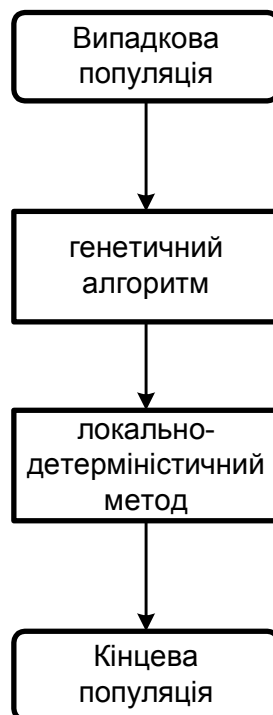 Випадкова
популяція
генетичний
алгоритм
локально-
детерміністичний
метод
Кінцева
популяція